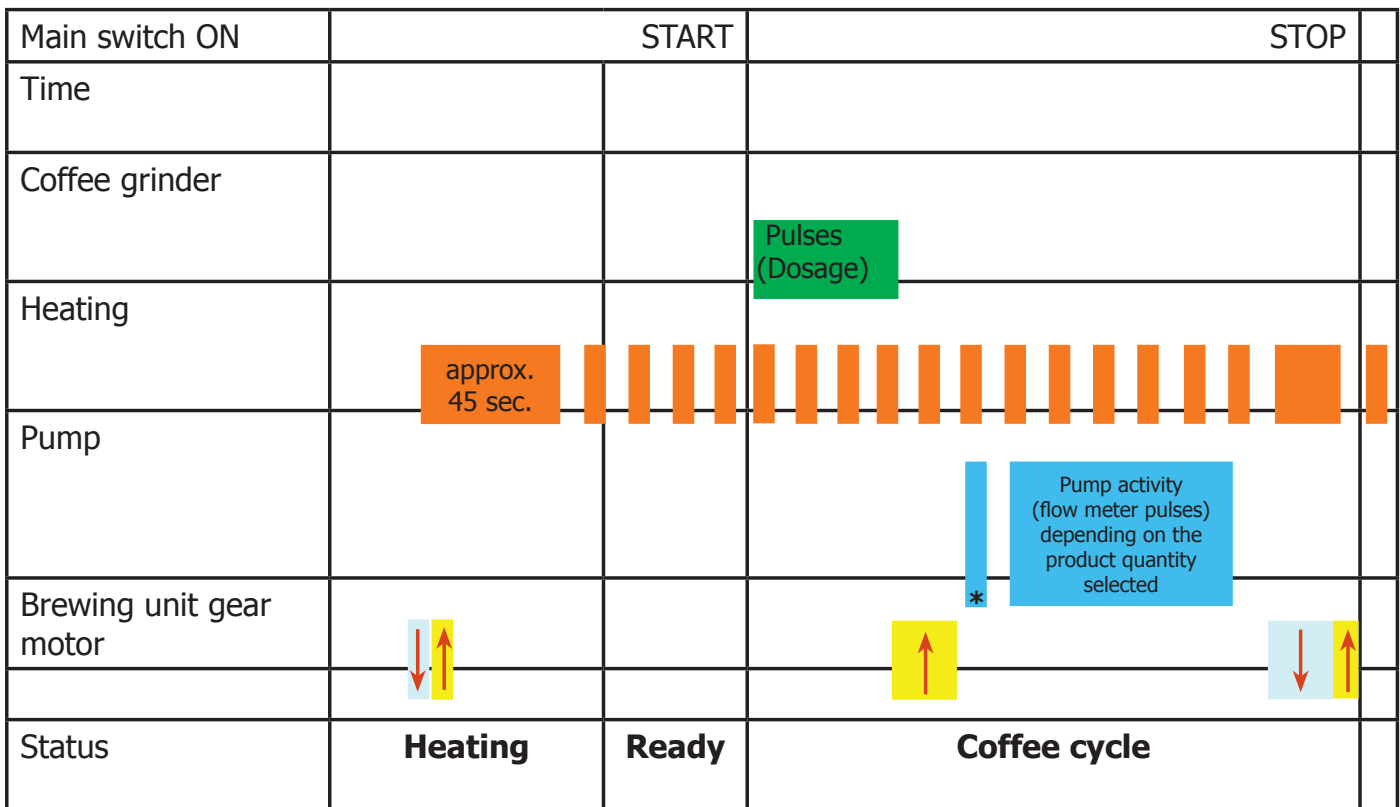 Main switch ON
START
STOP
Time
Coffee grinder
Pulses
(Dosage)
Heating
approx.
45 sec.
Pump
Pump activity
(flow meter pulses)
depending on the
product quantity
selected
*
Brewing unit gear
motor
Status
Heating
Ready
Coffee cycle